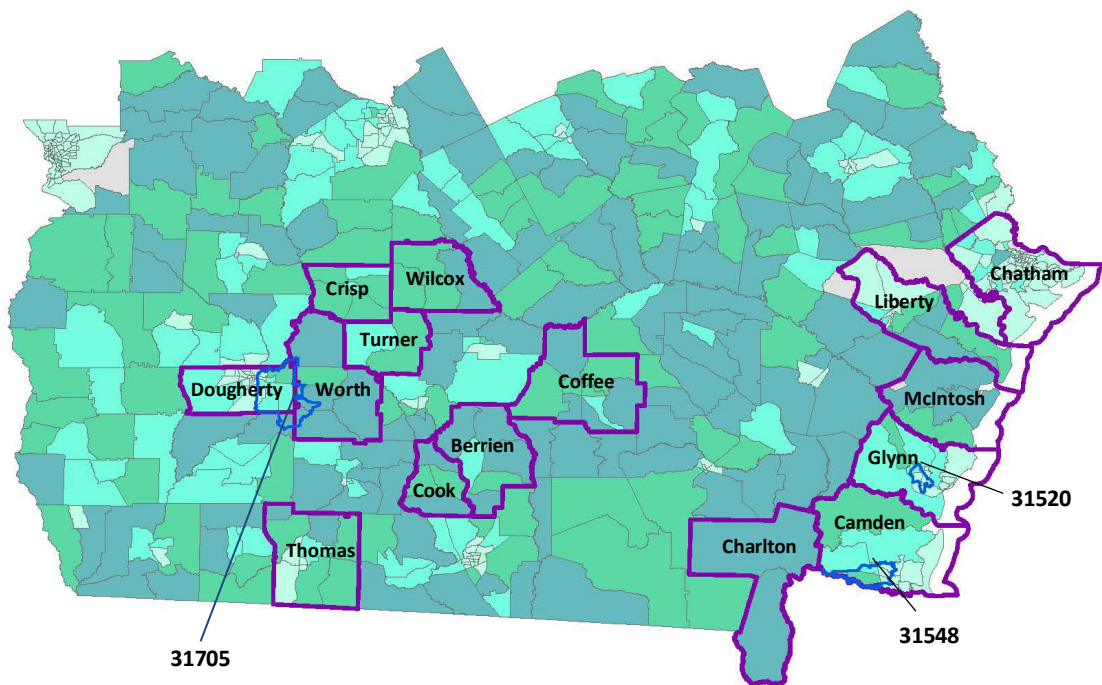 Chatham
Wilcox
Crisp
Liberty
Turner
Coffee
Dougherty
Worth
McIntosh
Berrien
Glynn
Cook
31520
Camden
Charlton
Thomas
31548
31705